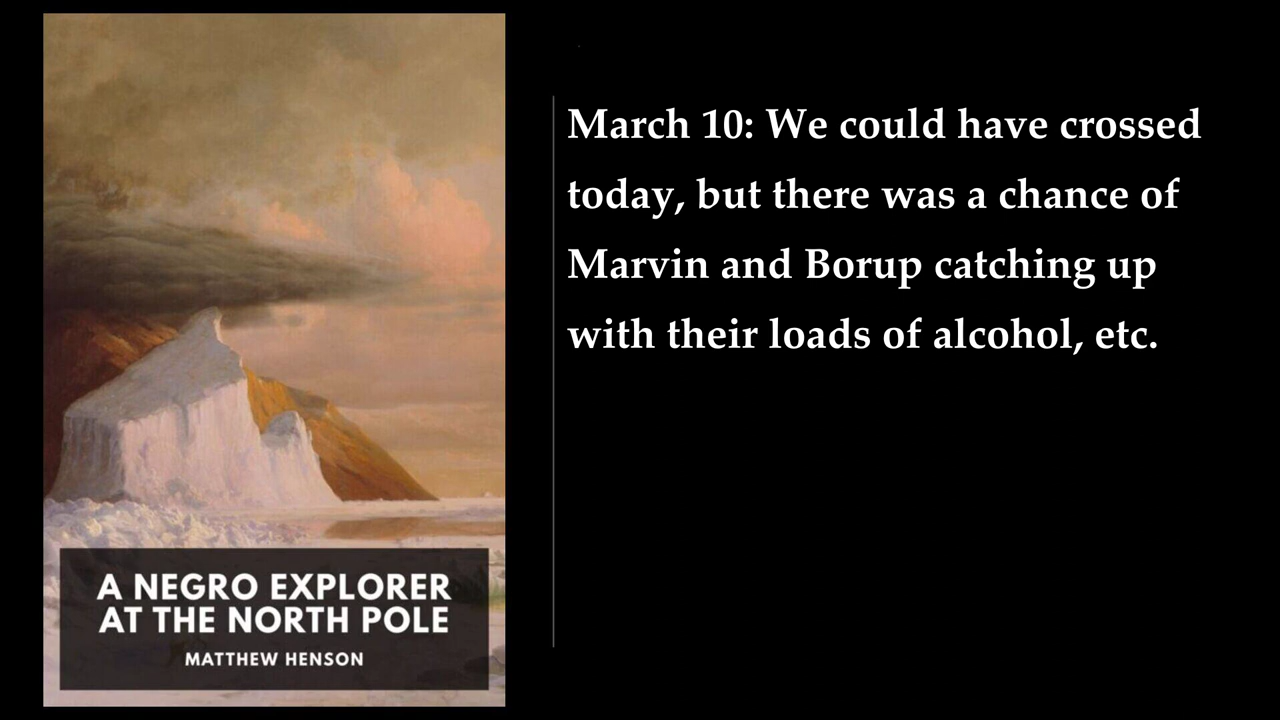 March 10: We could have crossed
today, but there was a chance of
Marvin and Borup catching up
with their loads of alcohol, etc.
A NEGRO EXPLORER
AT THE NORTH POLE
MATTHEW HENSON